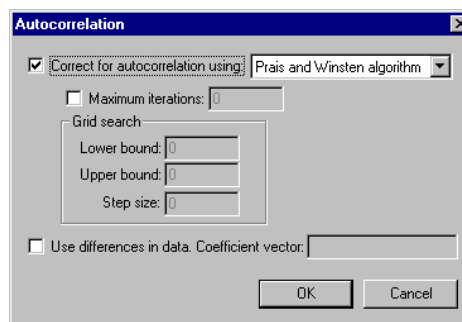 Autocorrelation
Correct for autocorrelation using: Prais and Winsten algorithm
Maximum iterations: 0
Grid search
Lower bound: 0
Upper bound: 0
Step size: 0
Use differences in data. Coefficient vector:
OK Cancel